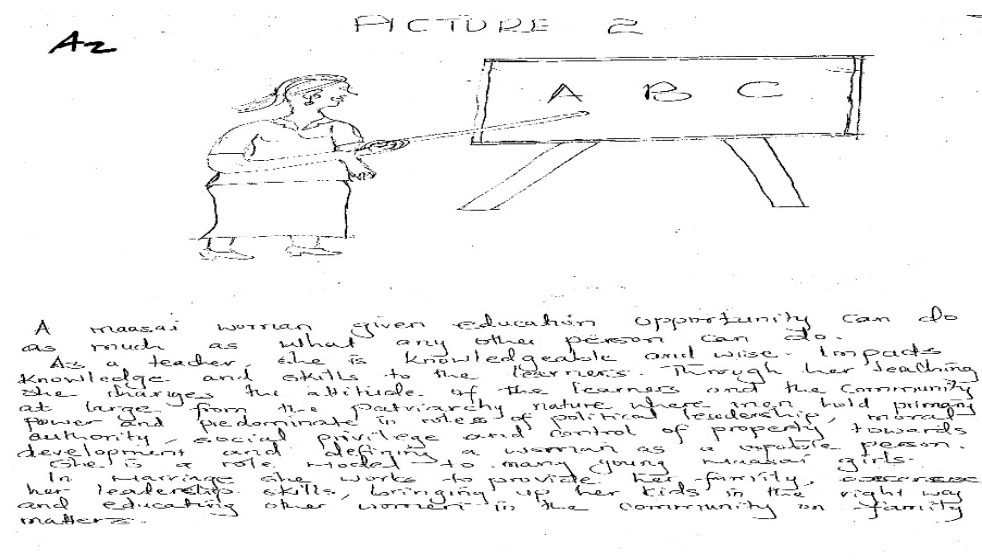 PICTURE 2
A2
A B C
A maasai woman given education opportunity can do
as much as what any other person can do.
As a teacher she is knowledgeable and wise. Impacts
knowledge and skills to the learners. Through her teaching
she changes the attitude of the learners and the community
at large from the patriarchy nature where men hold primary
power and predominate in roles of political leadership, moral
authority, social privilege and control of property, towards
development and defining a woman as a person.
She is a role model to many young maasai girls.
In marriage she works to provide her family,
her leadership skills, bringing up her kids in the right way
and educating other women in the community on family
matters.